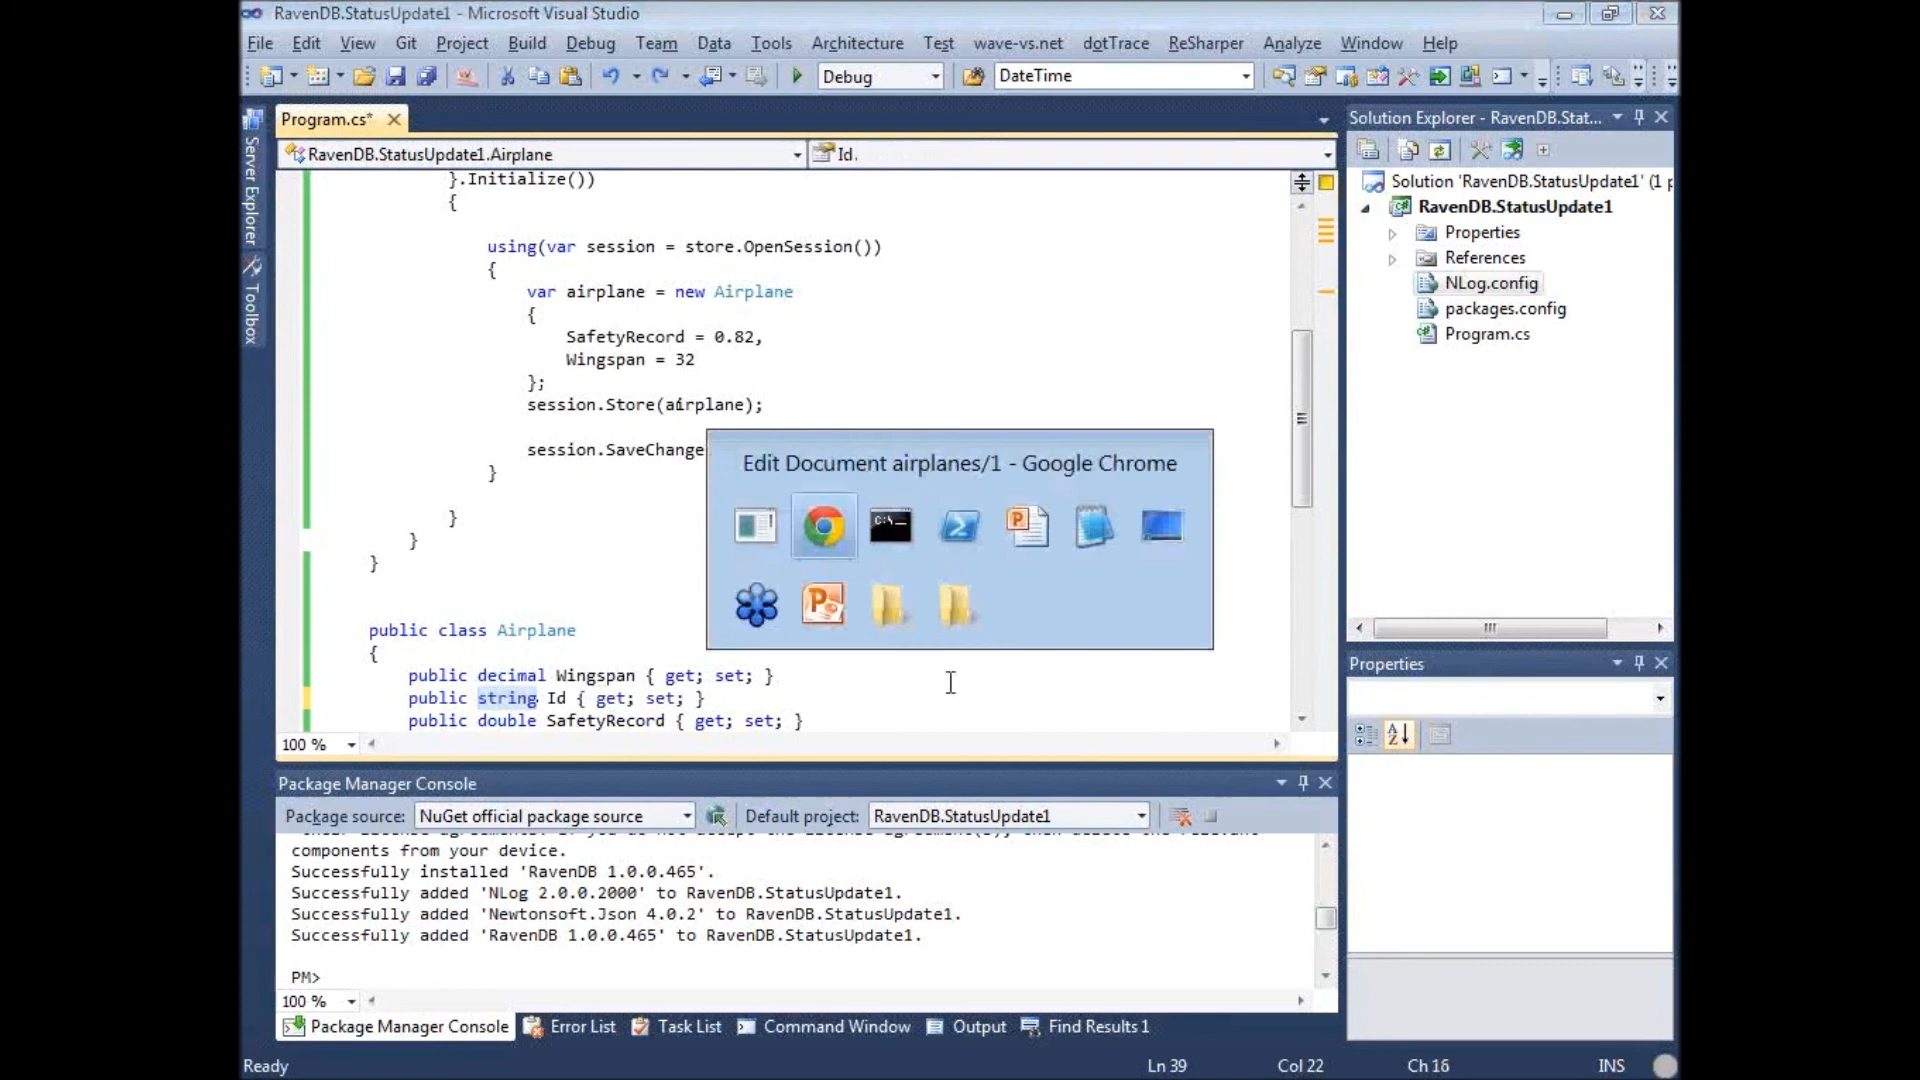 RavenDB.StatusUpdate1 - Microsoft Visual Studio
File Edit View Git Project Build Debug Team Data Tools Architecture Test wave-vs.net dotTrace ReSharper Analyze Window Help
Debug DateTime
Server Explorer
Toolbox
Program.cs*
RavenDB.StatusUpdate1.Airplane Id
}.Initialize())
{
using(var session = store.OpenSession())
{
var airplane = new Airplane
{
SafetyRecord = 0.82,
Wingspan = 32
};
session.Store(airplane);
session.SaveChange
}
}
}
}
public class Airplane
{
public decimal Wingspan { get; set; }
public string Id { get; set; }
public double SafetyRecord { get; set; }
100 %
Edit Document airplanes/1 - Google Chrome
C:\_
Solution Explorer - RavenDB.Stat...
Solution 'RavenDB.StatusUpdate1' (1 p
RavenDB.StatusUpdate1
Properties
References
NLog.config
packages.config
Program.cs
Properties
Package Manager Console
Package source: NuGet official package source Default project: RavenDB.StatusUpdate1
components from your device.
Successfully installed 'RavenDB 1.0.0.465'.
Successfully added 'NLog 2.0.0.2000' to RavenDB.StatusUpdate1.
Successfully added 'Newtonsoft.Json 4.0.2' to RavenDB.StatusUpdate1.
Successfully added 'RavenDB 1.0.0.465' to RavenDB.StatusUpdate1.
PM>
100 %
Package Manager Console Error List Task List Command Window Output Find Results 1
Ready Ln 39 Col 22 Ch 16 INS